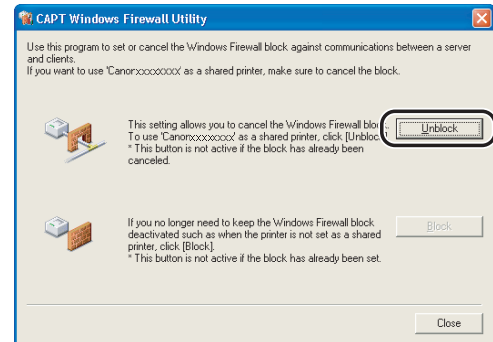 CAPT Windows Firewall Utility
Use this program to set or cancel the Windows Firewall block against communications between a server
and clients.
If you want to use 'Canonxxxxxxx' as a shared printer, make sure to cancel the block.
This setting allows you to cancel the Windows Firewall
To use 'Canonxxxxxxx' as a shared printer, click
* This button is not active if the block has already been
canceled.
Unblock
If you no longer need to keep the Windows Firewall block
deactivated such as when the printer is not set as a shared
printer, click [Block].
* This button is not active if the block has already been set.
Block
Close